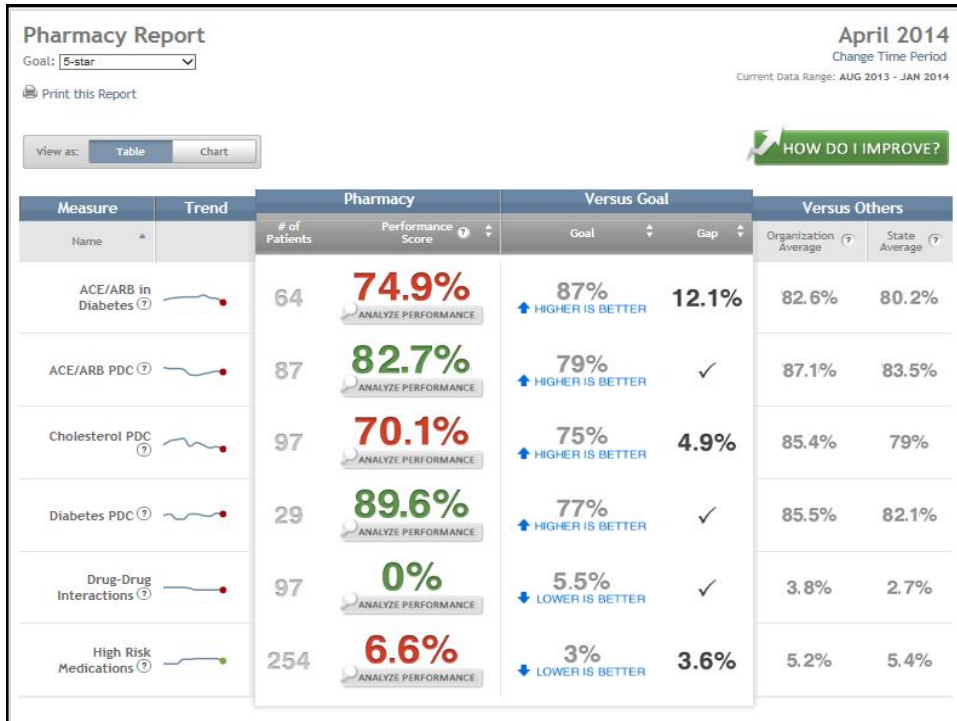 Pharmacy Report
April 2014
Goal: 5-star
Change Time Period
Current Data Range: AUG 2013 - JAN 2014
Print this Report
View as: Table Chart
HOW DO I IMPROVE?
Measure Trend Pharmacy Versus Goal Versus Others
Name # of Patients Performance Score ? Goal Gap Organization Average ? State Average ?
ACE/ARB in
Diabetes ?
64 74.9% 87% 12.1% 82.6% 80.2%
ANALYZE PERFORMANCE HIGHER IS BETTER
ACE/ARB PDC ? 87 82.7% 79% ✓ 87.1% 83.5%
ANALYZE PERFORMANCE HIGHER IS BETTER
Cholesterol PDC
?
97 70.1% 75% 4.9% 85.4% 79%
ANALYZE PERFORMANCE HIGHER IS BETTER
Diabetes PDC ? 29 89.6% 77% ✓ 85.5% 82.1%
ANALYZE PERFORMANCE HIGHER IS BETTER
Drug-Drug
Interactions ?
97 0% 5.5% ✓ 3.8% 2.7%
ANALYZE PERFORMANCE LOWER IS BETTER
High Risk
Medications ?
254 6.6% 3% 3.6% 5.2% 5.4%
ANALYZE PERFORMANCE LOWER IS BETTER